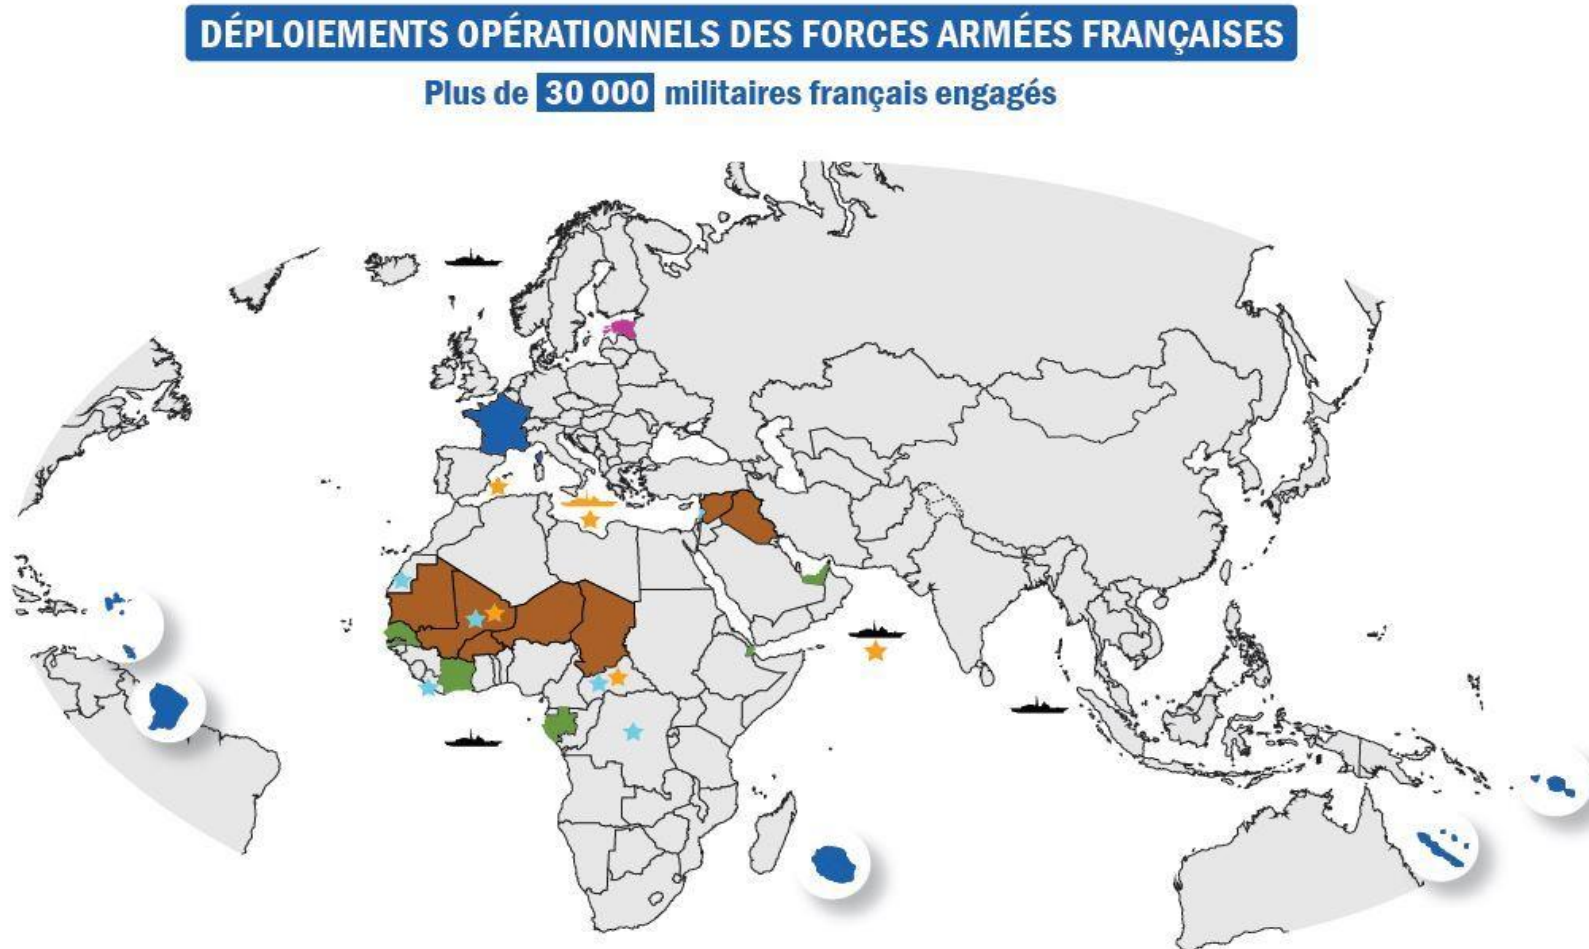 DÉPLOIEMENTS OPÉRATIONNELS DES FORCES ARMÉES FRANÇAISES
Plus de 30 000 militaires français engagés